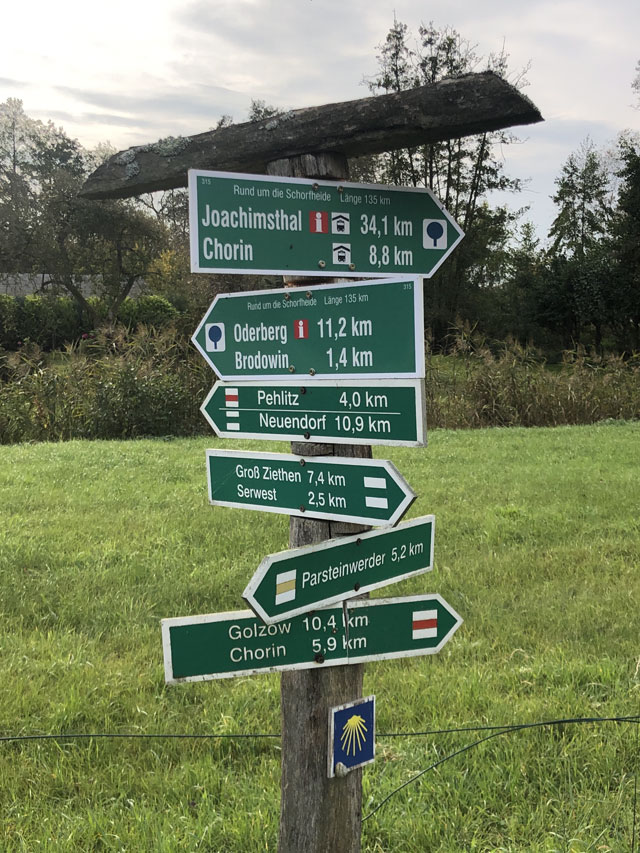 315 Rund um die Schorfheide Länge 135 km
Joachimsthal i 34,1 km
Chorin 8,8 km
Rund um die Schorfheide Länge 135 km 315
Oderberg i 11,2 km
Brodowin 1,4 km
Pehlitz 4,0 km
Neuendorf 10,9 km
Groß Ziethen 7,4 km
Serwest 2,5 km
Parsteinwerder 5,2 km
Golzow 10,4 km
Chorin 5,9 km